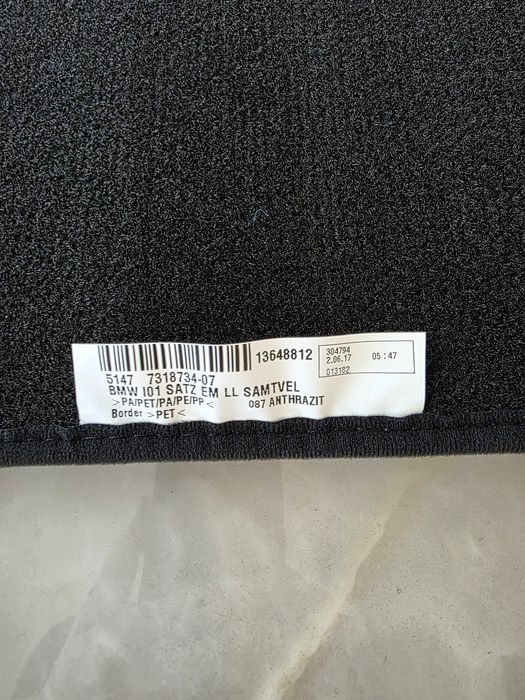 13648812
304794
2.06.17 05:47
013182
5147 7318734-07
BMW I01 SATZ EM LL SAMTVEL
>PA/PET/PA/PE/PP< 087 ANTHRAZIT
Border >PET<